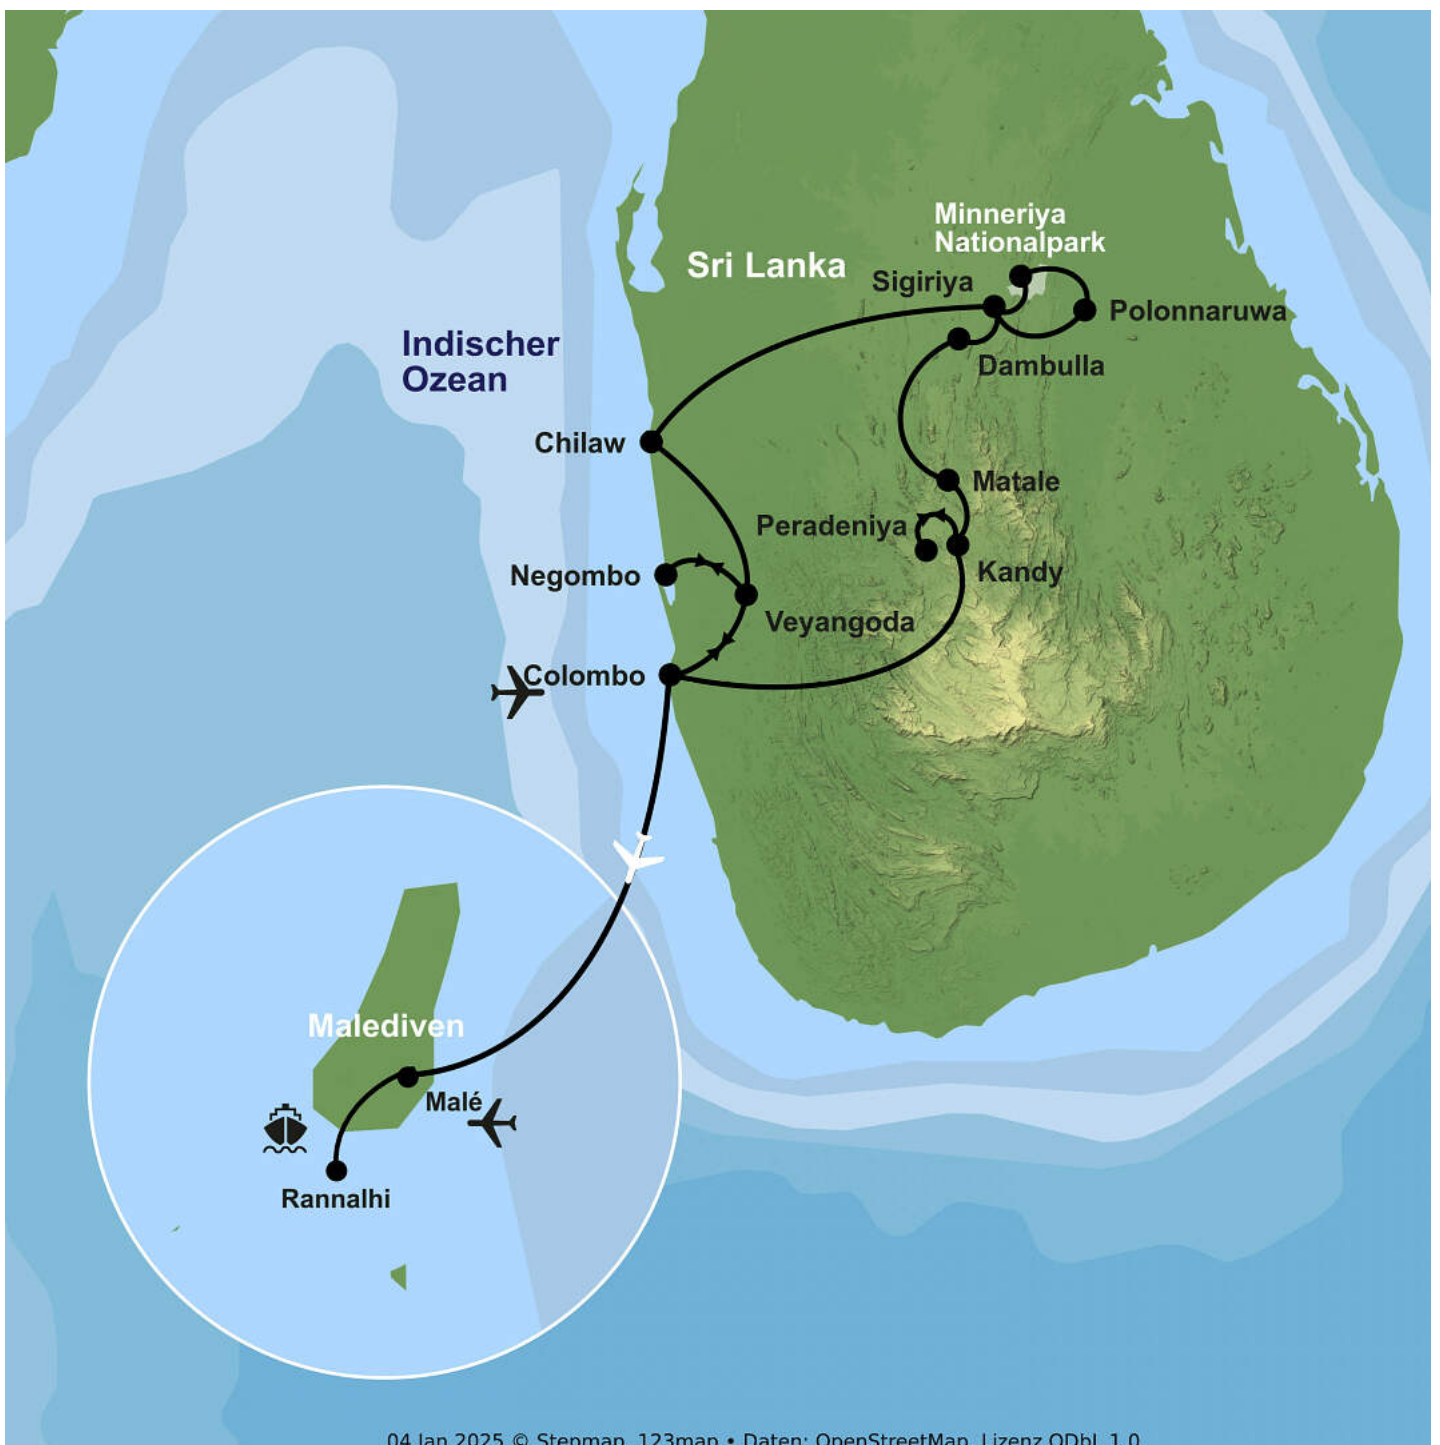 Minneriya
Nationalpark
Sri Lanka
Sigiriya
Polonnaruwa
Indischer
Ozean
Dambulla
Chilaw
Matale
Peradeniya
Negombo
Kandy
Veyangoda
Colombo
Malediven
Malé
Rannalhi
04 Jan 2025 © Stepmap, 123map • Daten: OpenStreetMap, Lizenz ODbL 1.0